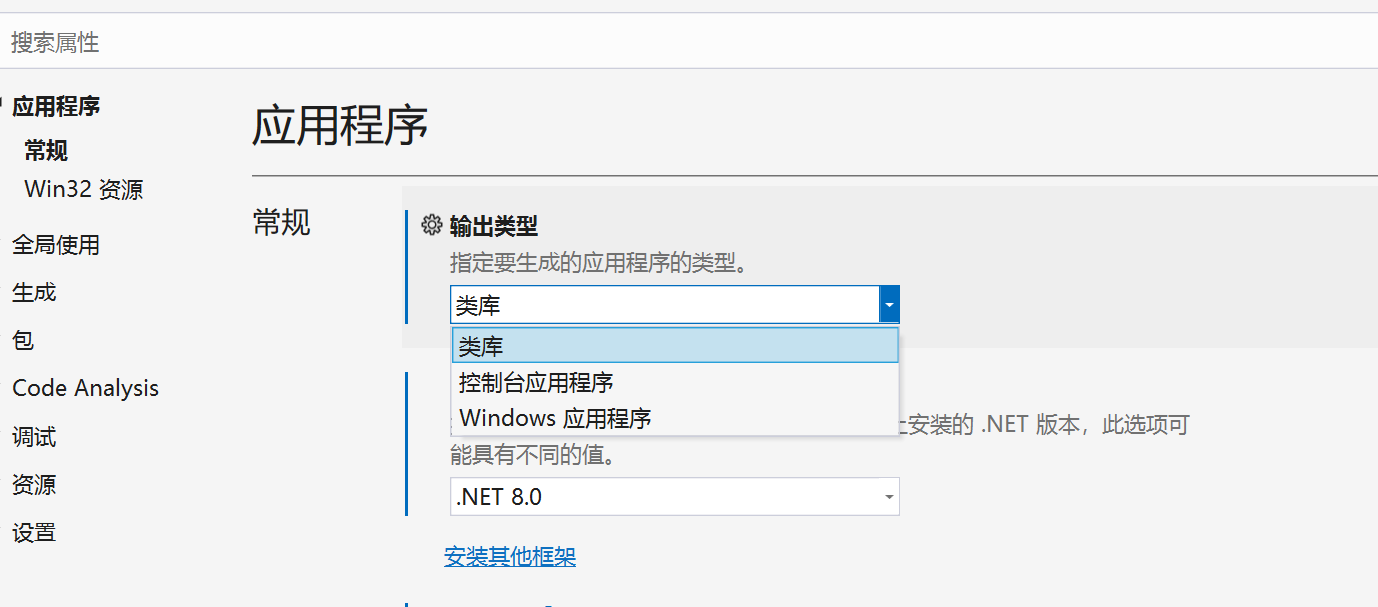 搜索属性
应用程序
常规
Win32 资源
全局使用
生成
包
Code Analysis
调试
资源
设置
应用程序
常规
输出类型
指定要生成的应用程序的类型。
类库
类库
控制台应用程序
Windows 应用程序
安装的 .NET 版本，此选项可
能具有不同的值。
.NET 8.0
安装其他框架